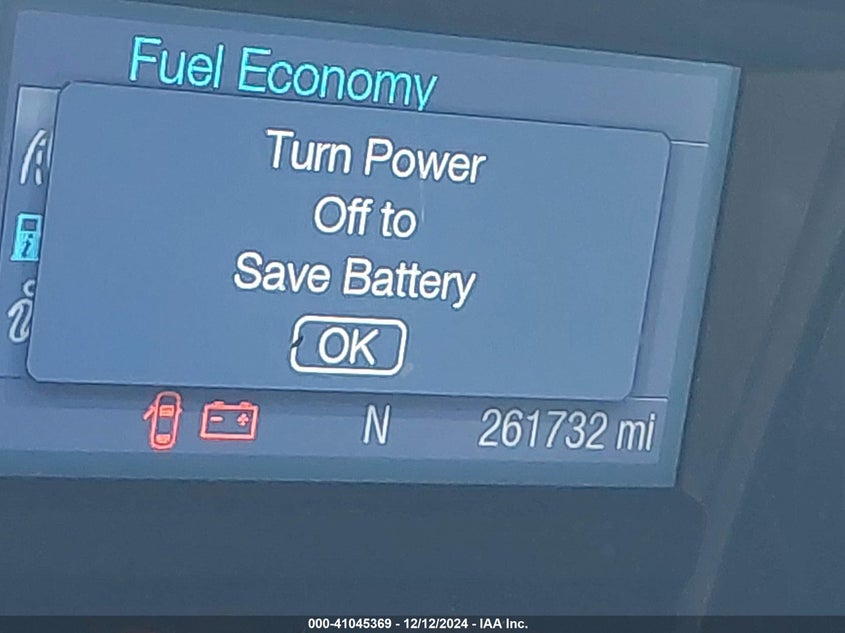 Fuel Economy
Turn Power
Off to
Save Battery
OK
N 261732 mi
000-41045369 - 12/12/2024 - IAA Inc.